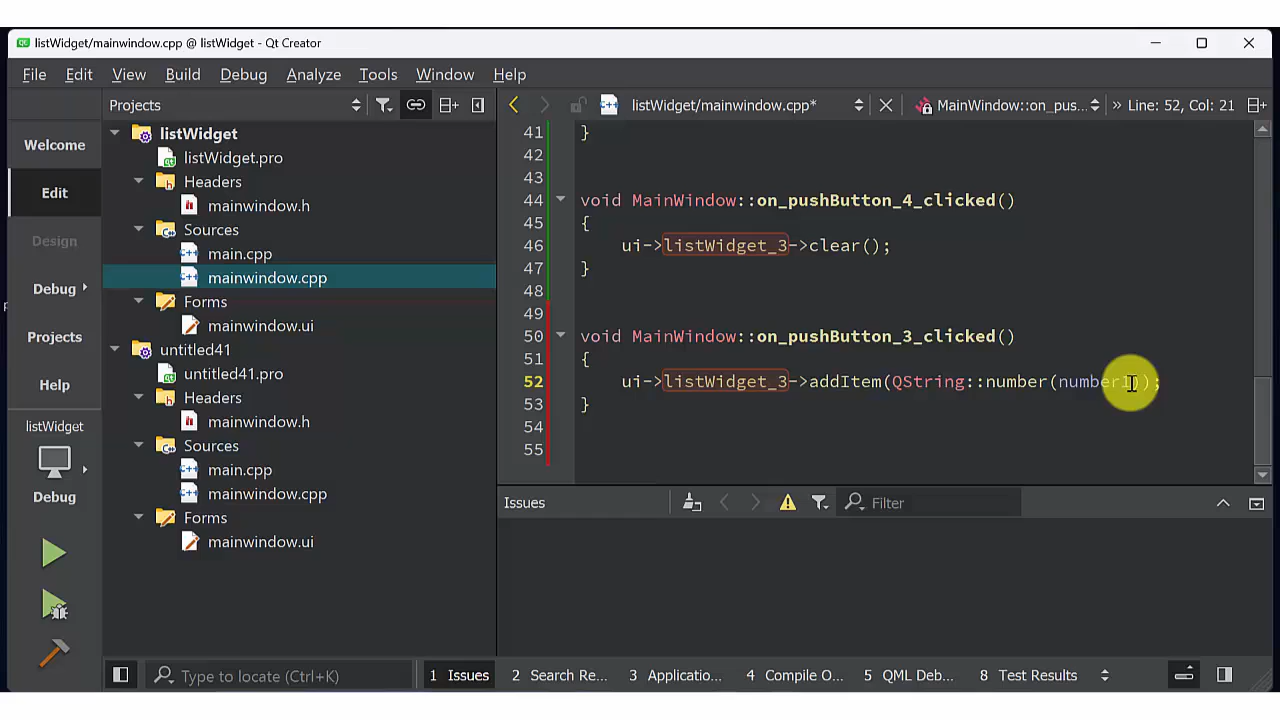 listWidget/mainwindow.cpp @ listWidget - Qt Creator
File Edit View Build Debug Analyze Tools Window Help
Projects
listWidget/mainwindow.cpp*
MainWindow::on_pus...
» Line: 52, Col: 21
Welcome
Edit
Design
Debug
Projects
Help
listWidget
Debug
listWidget
listWidget.pro
Headers
mainwindow.h
Sources
main.cpp
mainwindow.cpp
Forms
mainwindow.ui
untitled41
untitled41.pro
Headers
mainwindow.h
Sources
main.cpp
mainwindow.cpp
Forms
mainwindow.ui
41 }
42
43
44 void MainWindow::on_pushButton_4_clicked()
45 {
46 ui->listWidget_3->clear();
47 }
48
49
50 void MainWindow::on_pushButton_3_clicked()
51 {
52 ui->listWidget_3->addItem(QString::number(number1));
53 }
54
55
Issues
Filter
Type to locate (Ctrl+K)
1 Issues
2 Search Re...
3 Applicatio...
4 Compile O...
5 QML Deb...
8 Test Results